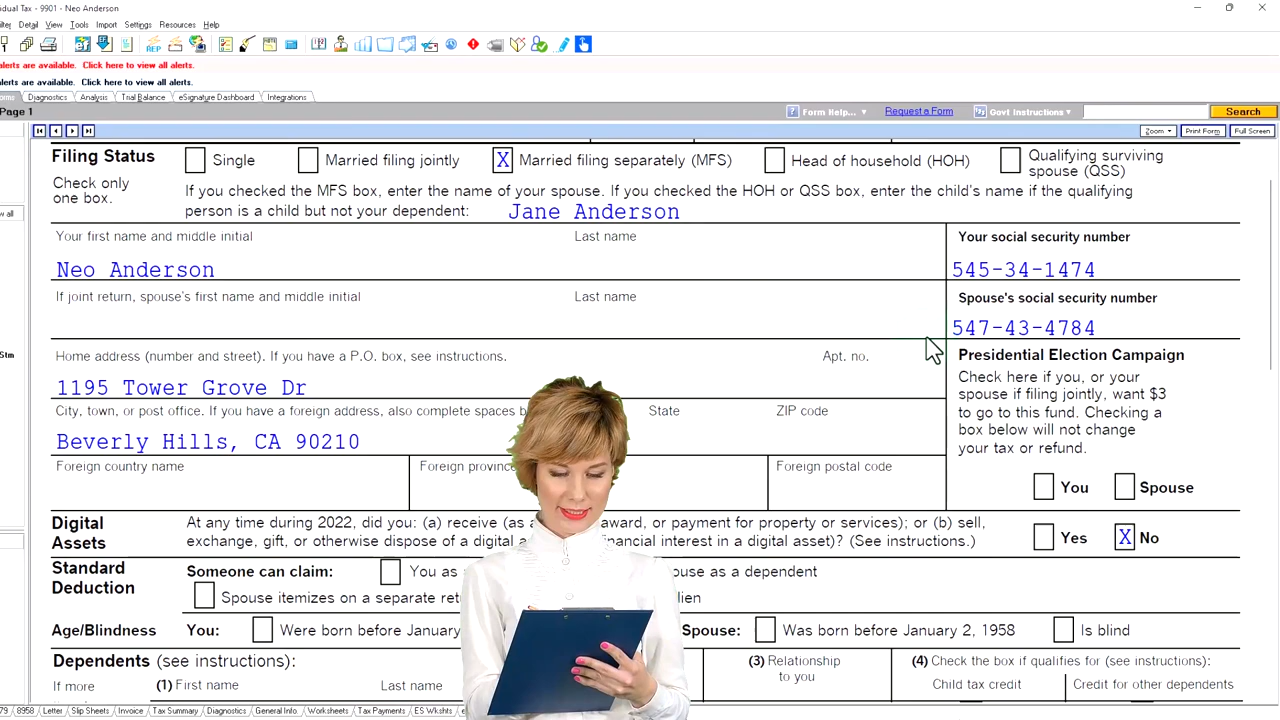 idual Tax - 9901 - Neo Anderson
Detail View Tools Import Settings Resources Help
REP
alerts are available. Click here to view all alerts.
alerts are available. Click here to view all alerts.
Diagnostics Analysis Trial Balance eSignature Dashboard Integrations
Page 1 Form Help... Request a Form Govt Instructions Search
Zoom Print Form Full Screen
Filing Status Single Married filing jointly X Married filing separately (MFS) Head of household (HOH) Qualifying surviving spouse (QSS)
Check only one box.
If you checked the MFS box, enter the name of your spouse. If you checked the HOH or QSS box, enter the child's name if the qualifying
person is a child but not your dependent: Jane Anderson
Your first name and middle initial Last name Your social security number
Neo Anderson 545-34-1474
If joint return, spouse's first name and middle initial Last name Spouse's social security number
547-43-4784
Home address (number and street). If you have a P.O. box, see instructions. Apt. no.
1195 Tower Grove Dr
City, town, or post office. If you have a foreign address, also complete spaces b State ZIP code
Beverly Hills, CA 90210
Foreign country name Foreign provinc Foreign postal code
Presidential Election Campaign
Check here if you, or your
spouse if filing jointly, want $3
to go to this fund. Checking a
box below will not change
your tax or refund.
You Spouse
Digital Assets
At any time during 2022, did you: (a) receive (as a award, or payment for property or services); or (b) sell,
exchange, gift, or otherwise dispose of a digital a inancial interest in a digital asset)? (See instructions.)
Yes X No
Standard Deduction
Someone can claim: You as ouse as a dependent
Spouse itemizes on a separate retu lien
Age/Blindness You: Were born before January Spouse: Was born before January 2, 1958 Is blind
Dependents (see instructions): (3) Relationship to you (4) Check the box if qualifies for (see instructions):
If more (1) First name Last name Child tax credit Credit for other dependents
79 8958 Letter Slip Sheets Invoice Tax Summary Diagnostics General Info. Worksheets Tax Payments ES Wkshts